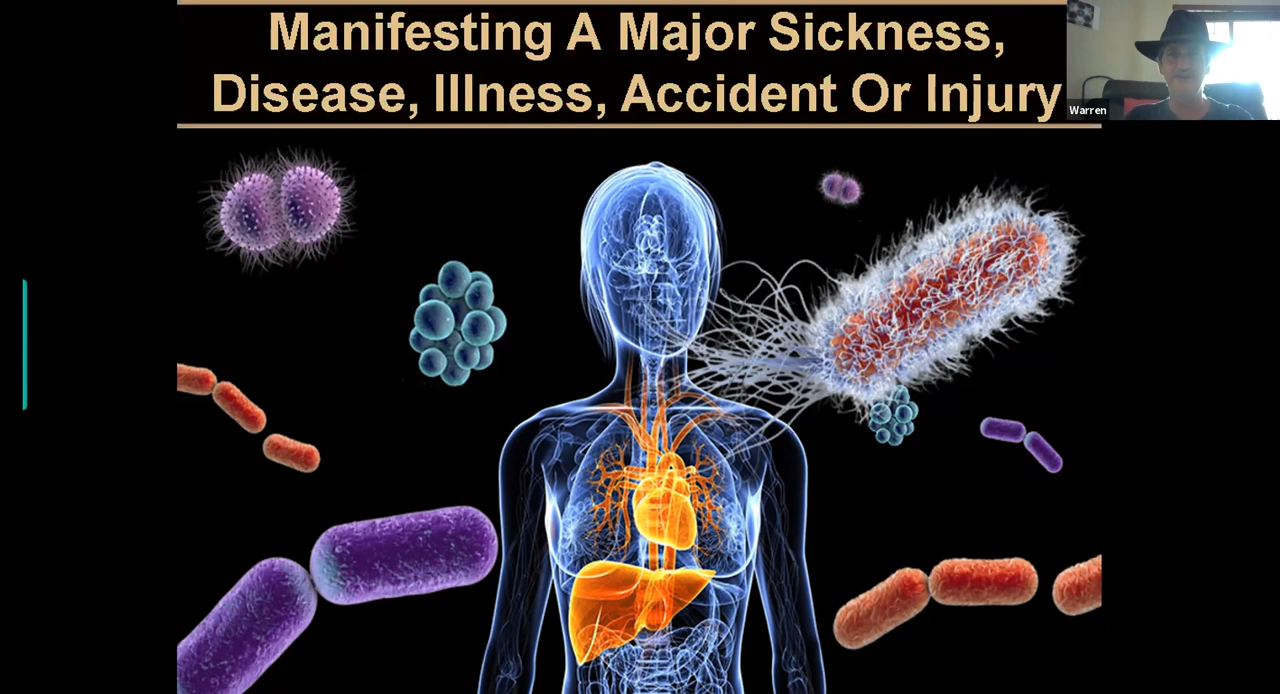 Manifesting A Major Sickness,
Disease, Illness, Accident Or Injury
Warren